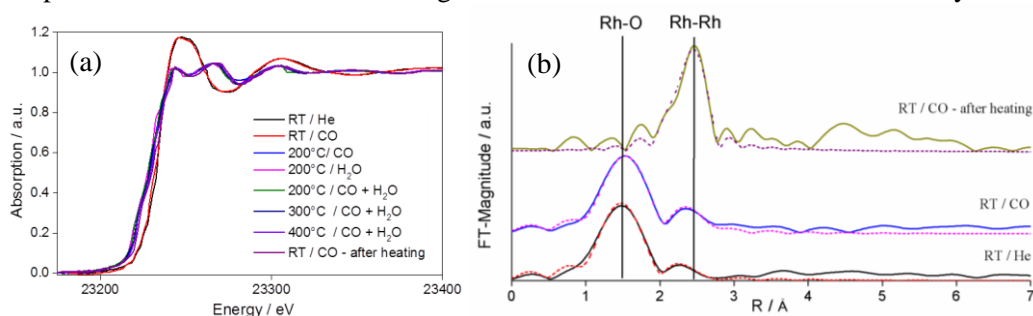 (a)
1.2
1.0
0.8
0.6
0.4
0.2
0.0
Absorption / a.u.
RT / He
RT / CO
200°C/ CO
200°C / H₂O
200°C / CO + H₂O
300°C / CO + H₂O
400°C / CO + H₂O
RT / CO - after heating
23200 23300 23400
Energy / eV
Rh-O Rh-Rh
(b)
FT-Magnitude / a.u.
RT / CO - after heating
RT / CO
RT / He
0 1 2 3 4 5 6 7
R / Å